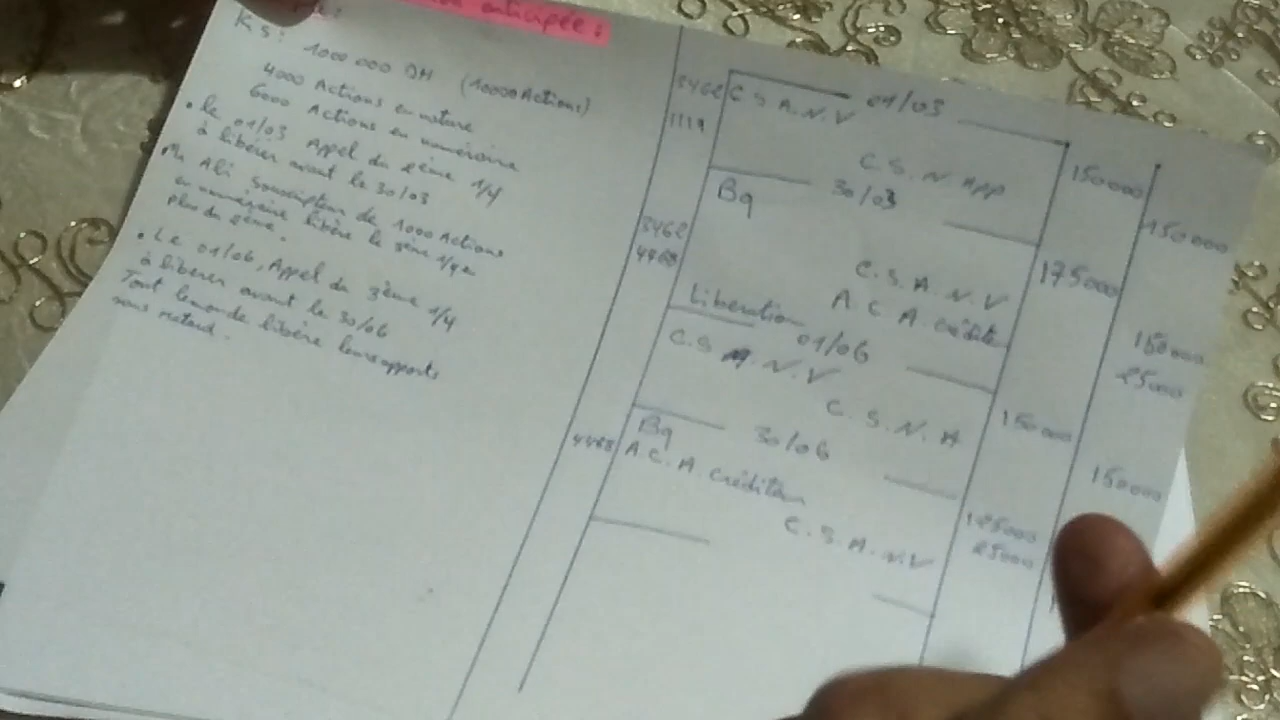 anticipée :
K s :
1000 000 DH (10000 Actions)
4000 Actions en nature
6000 Actions en numéraire
• Le 01/03 Appel du 2ème 1/4
à libérer avant le 30/03
Mr Ali souscription de 1000 Actions
en numéraire libère le 3ème 1/4 en
plus du 2ème.
• Le 01/06, Appel du 3ème 1/4
à libérer avant le 30/06
Tout le monde libère leurs apports
sans retard.
01/03
3462 C S A. N. V 150000
1119 C. S. N App 150000
30/03
Bq 175000
3462 C. S. A. N. V 150000
4468 A C A. créditeur 25000
Libération
01/06
C. S A. N. V 150000
C. S. N. A 150000
30/06
Bq 125000
4468 A. C. A. créditeur 25000
C. S. A. N. V